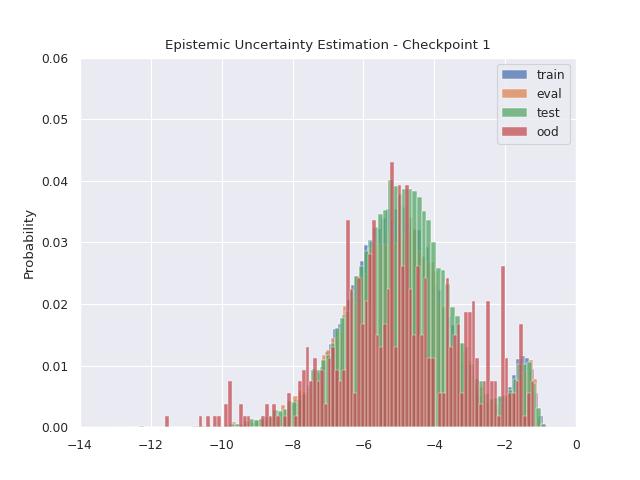 Epistemic Uncertainty Estimation - Checkpoint 1
train
eval
test
ood
0.06
0.05
0.04
0.03
0.02
0.01
0.00
Probability
−14
−12
−10
−8
−6
−4
−2
0